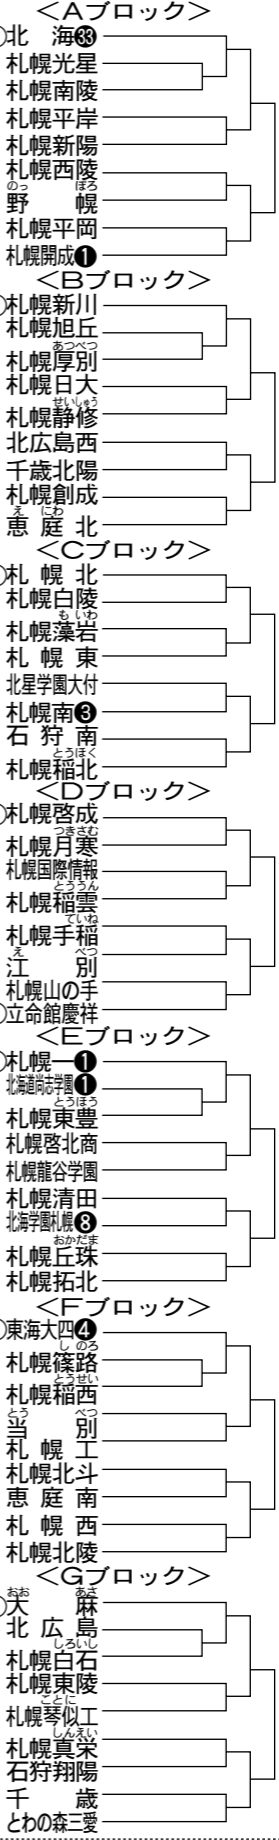 <Aブロック>
○北 海㉝
札幌光星
札幌南陵
札幌平岸
札幌新陽
札幌西陵
のっ ぽろ
野 幌
札幌平岡
札幌開成❶
<Bブロック>
○札幌新川
札幌旭丘
あつべつ
札幌厚別
札幌日大
せいしゅう
札幌静修
北広島西
千歳北陽
札幌創成
え にわ
恵 庭 北
<Cブロック>
○札 幌 北
札幌白陵
も いわ
札幌藻岩
札 幌 東
北星学園大付
札幌南❸
石 狩 南
とうほく
札幌稲北
<Dブロック>
○札幌啓成
つきさむ
札幌月寒
札幌国際情報
とううん
札幌稲雲
ていね
札幌手稲
え べつ
江 別
札幌山の手
○立命館慶祥
<Eブロック>
○札幌一❶
北海道尚志学園❶
とうほう
札幌東豊
札幌啓北商
札幌龍谷学園
札幌清田
北海学園札幌❽
おかだま
札幌丘珠
札幌拓北
<Fブロック>
○東海大四❹
し のろ
札幌篠路
とうせい
札幌稲西
とう べつ
当 別
札 幌 工
札幌北斗
恵 庭 南
札 幌 西
札幌北陵
<Gブロック>
おお あさ
○大 麻
北 広 島
しろいし
札幌白石
札幌東陵
ことに
札幌琴似工
しんえい
札幌真栄
石狩翔陽
千 歳
とわの森三愛